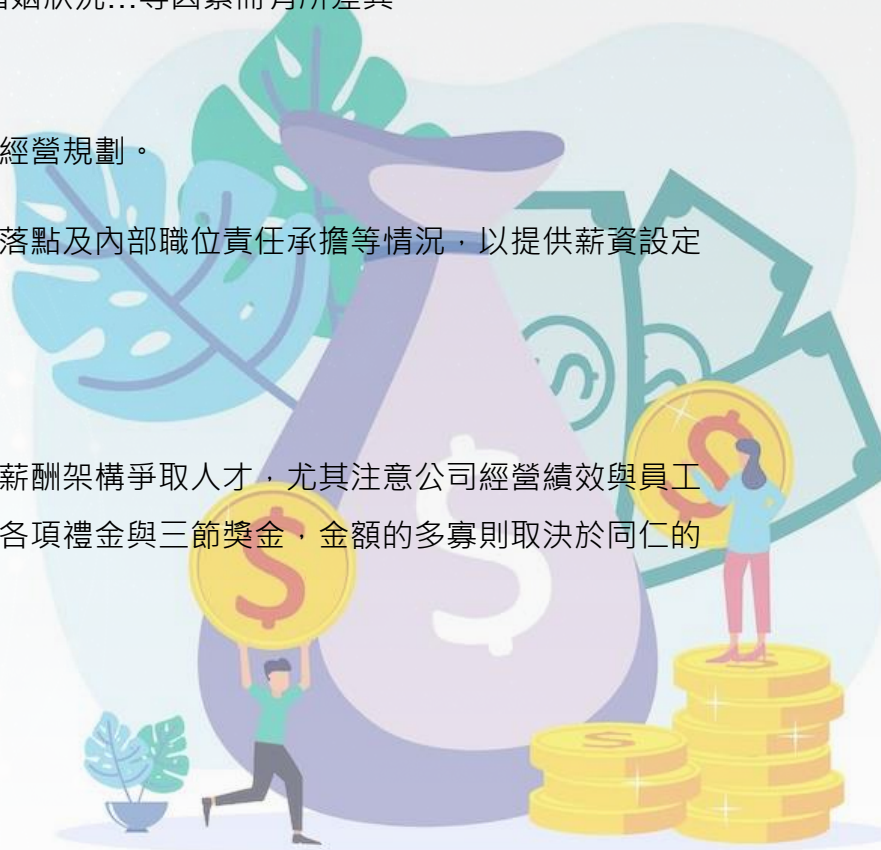 姻狀況...等因素而有所差異
經營規劃。
落點及內部職位責任承擔等情況，以提供薪資設定
薪酬架構爭取人才，尤其注意公司經營績效與員工
各項禮金與三節獎金，金額的多寡則取決於同仁的
$
$
$
$
$